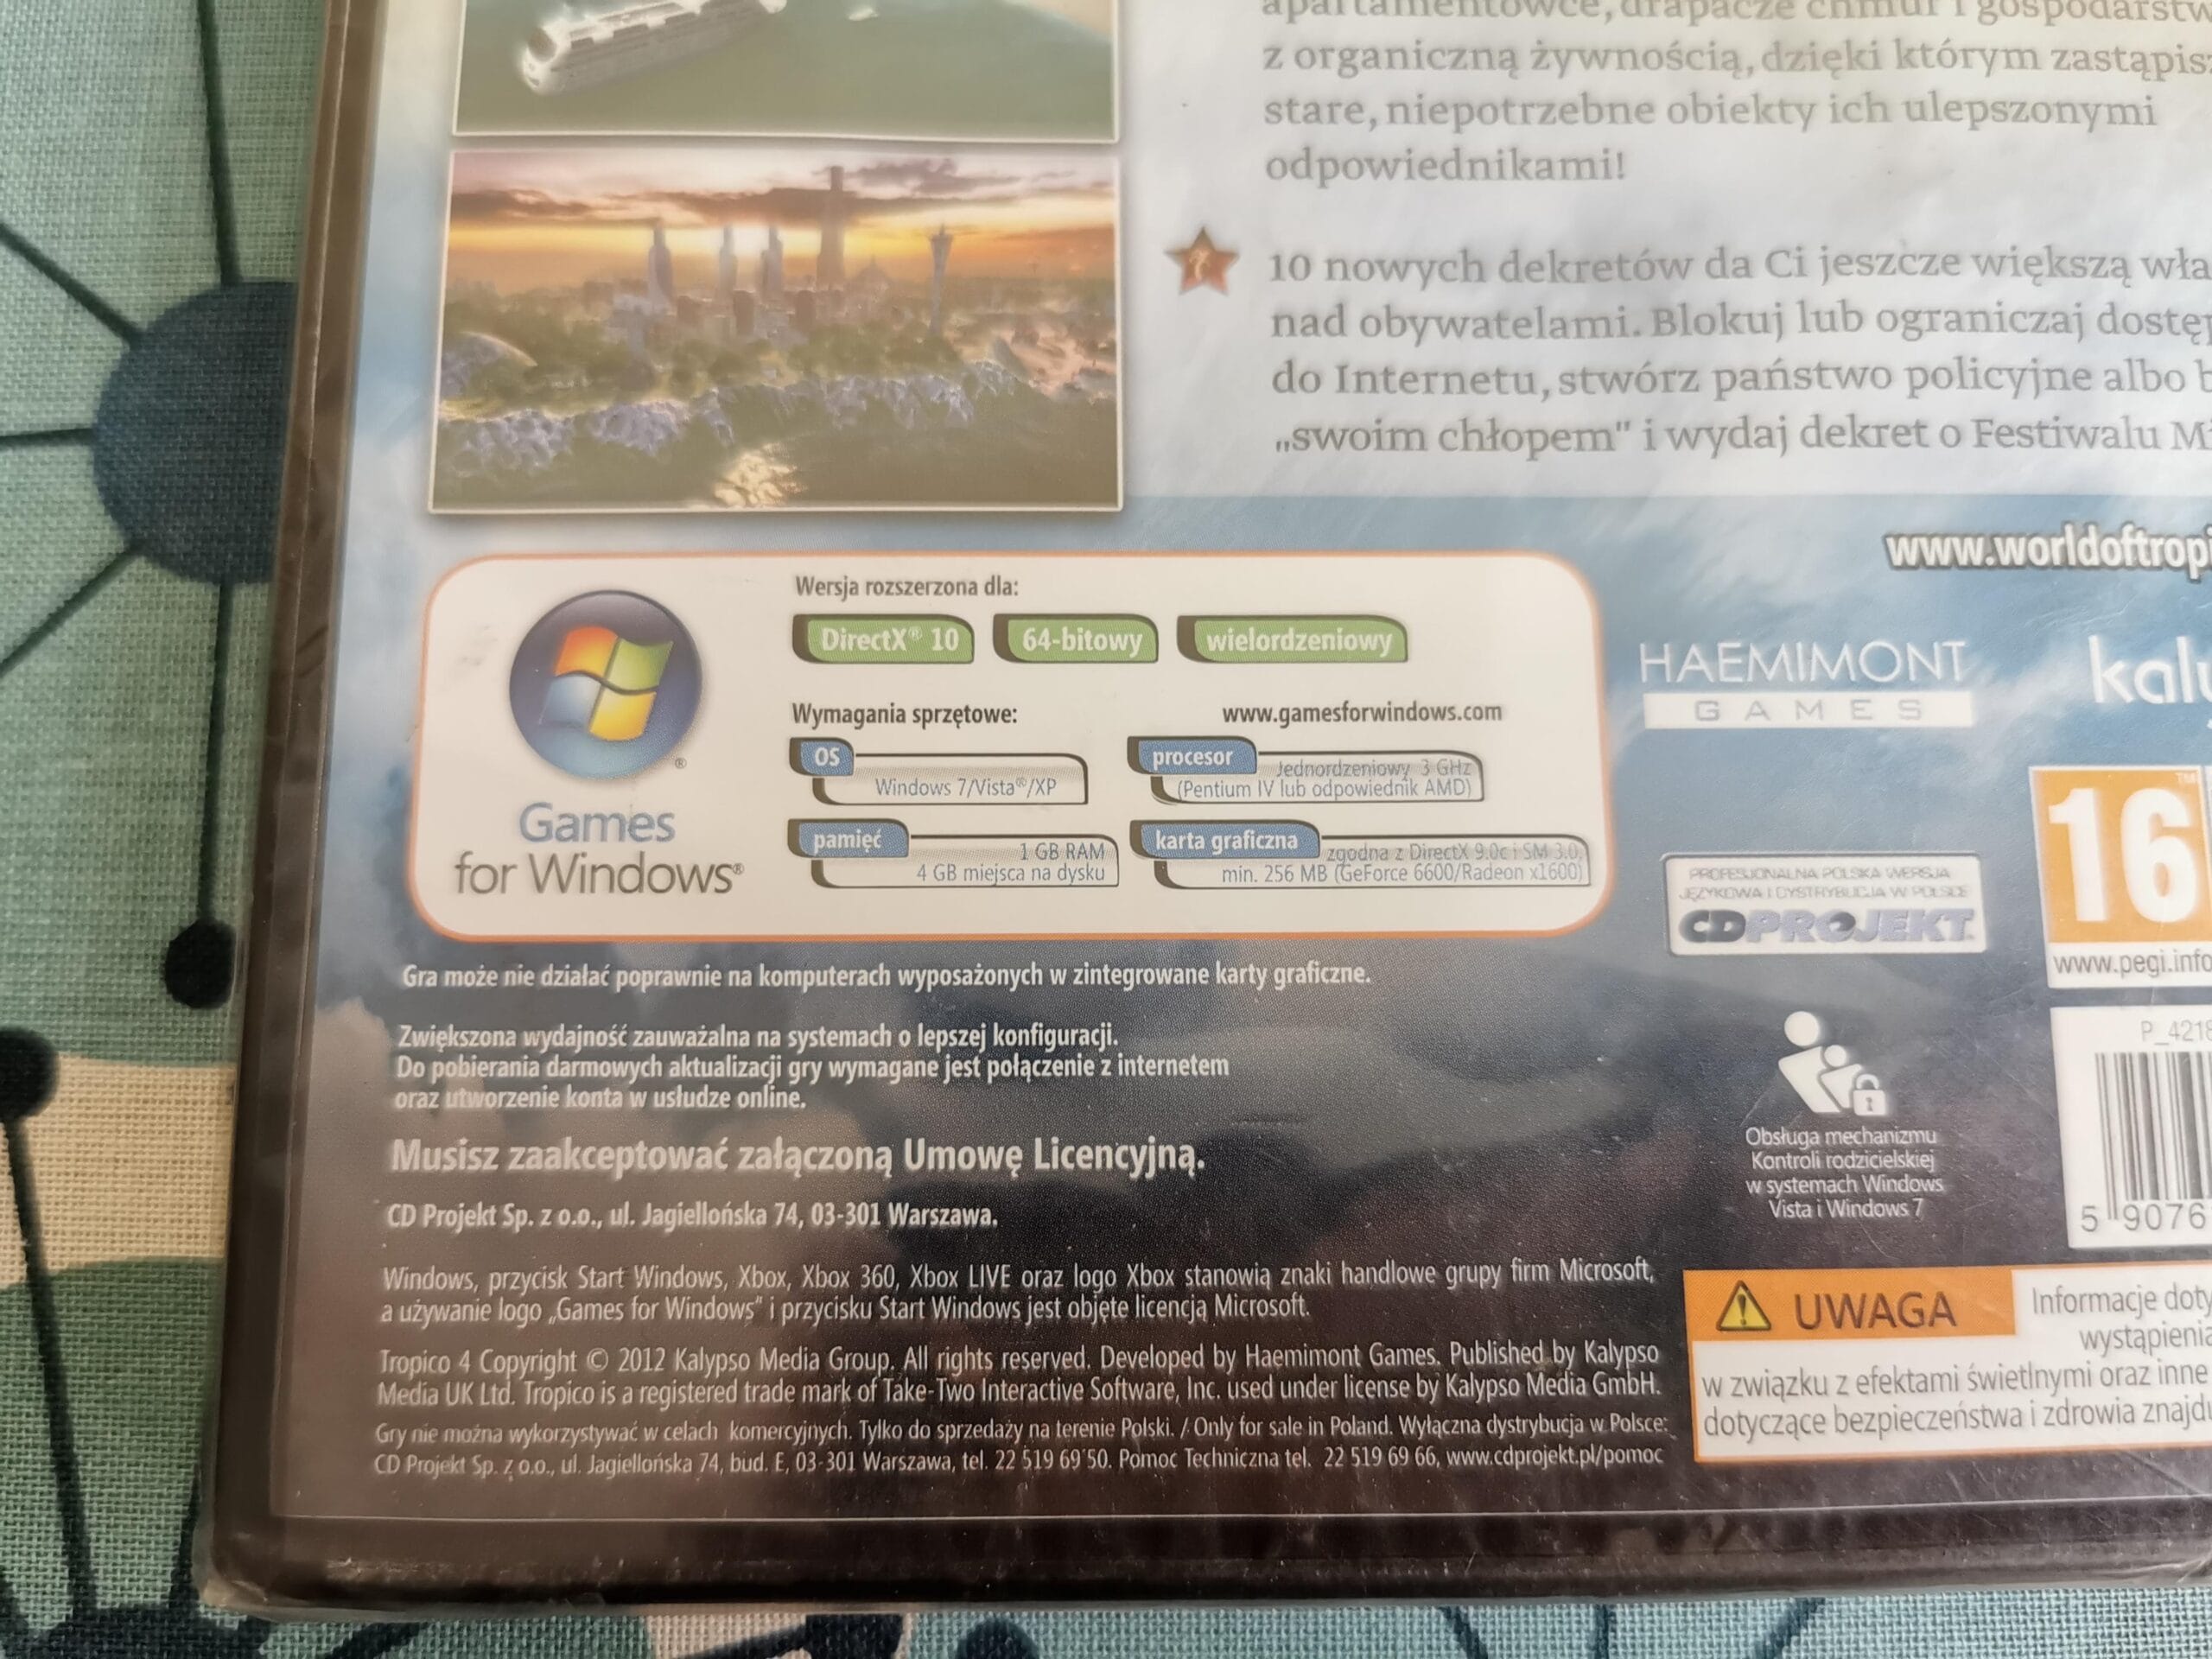 apartamentowce, drapacze chmur i
z organiczną żywnością, dzięki którym
stare, niepotrzebne obiekty ich ulepszonymi
odpowiednikami!
10 nowych dekretów da Ci jeszcze większą
nad obywatelami. Blokuj lub ograniczaj
do Internetu, stwórz państwo policyjne albo
„swoim chłopem" i wydaj dekret o Festiwalu
www.worldoftropi
Wersja rozszerzona dla:
DirectX® 10 64-bitowy wielordzeniowy
Wymagania sprzętowe: www.gamesforwindows.com
OS
Windows 7/Vista®/XP
procesor
Jednordzeniowy 3 GHz
(Pentium IV lub odpowiednik AMD)
pamięć
1 GB RAM
4 GB miejsca na dysku
karta graficzna
zgodna z DirectX 9.0c i SM 3.0,
min. 256 MB (GeForce 6600/Radeon x1600)
Games
for Windows®
HAEMIMONT
GAMES
kaly
PROFESJONALNA POLSKA WERSJA
JĘZYKOWA I DYSTRYBUCJA W POLSCE
CDPROJEKT
16
www.pegi.info
Gra może nie działać poprawnie na komputerach wyposażonych w zintegrowane karty graficzne.
Zwiększona wydajność zauważalna na systemach o lepszej konfiguracji.
Do pobierania darmowych aktualizacji gry wymagane jest połączenie z internetem
oraz utworzenie konta w usłudze online.
Musisz zaakceptować załączoną Umowę Licencyjną.
CD Projekt Sp. z o.o., ul. Jagiellońska 74, 03-301 Warszawa.
Obsługa mechanizmu
Kontroli rodzicielskiej
w systemach Windows
Vista i Windows 7
P_4218
5 9076
Windows, przycisk Start Windows, Xbox, Xbox 360, Xbox LIVE oraz logo Xbox stanowią znaki handlowe grupy firm Microsoft,
a używanie logo „Games for Windows" i przycisku Start Windows jest objęte licencją Microsoft.
Tropico 4 Copyright © 2012 Kalypso Media Group. All rights reserved. Developed by Haemimont Games. Published by Kalypso
Media UK Ltd. Tropico is a registered trade mark of Take-Two Interactive Software, Inc. used under license by Kalypso Media GmbH.
Gry nie można wykorzystywać w celach komercyjnych. Tylko do sprzedaży na terenie Polski. / Only for sale in Poland. Wyłączna dystrybucja w Polsce:
CD Projekt Sp. z o.o., ul. Jagiellońska 74, bud. E, 03-301 Warszawa, tel. 22 519 69 50. Pomoc Techniczna tel. 22 519 69 66, www.cdprojekt.pl/pomoc
UWAGA
Informacje
w związku z efektami świetlnymi oraz inne
dotyczące bezpieczeństwa i zdrowia